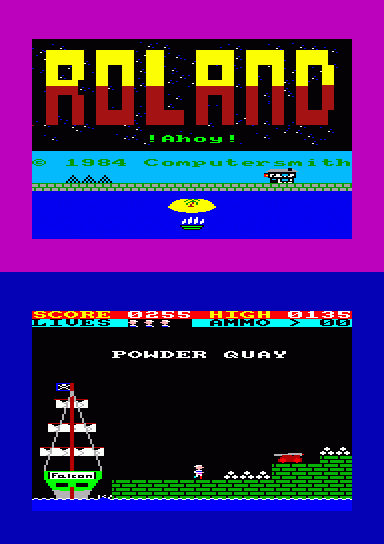 ROLAND
!Ahoy!
© 1984 Computersmith
SCORE 0255 HIGH 0135
LIVES AMMO > 00
POWDER QUAY
Falcon